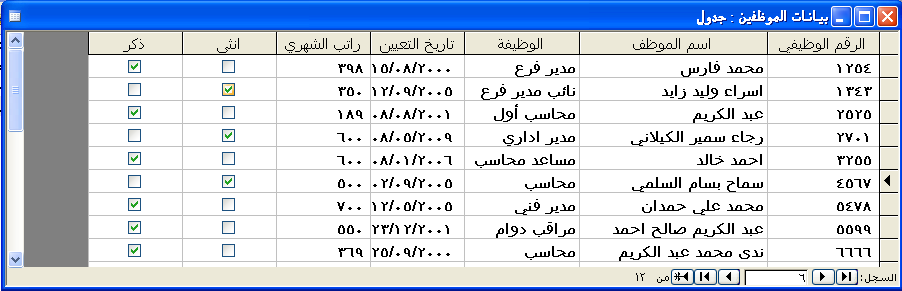 بيانات الموظفين : جدول
الرقم الوظيفي اسم الموظف الوظيفة تاريخ التعيين راتب الشهري انثى ذكر
١٢٥٤ محمد فارس مدير فرع ١٥/٠٨/٢٠٠٠ ٣٩٨
١٣٤٣ اسراء وليد زايد نائب مدير فرع ١٢/٠٩/٢٠٠٥ ٣٥٠
٢٥٢٥ عبد الكريم محاسب أول ٠٨/٠٨/٢٠٠١ ١٨٩
٢٧٠١ رجاء سمير الكيلاني مدير اداري ٠٨/٠٥/٢٠٠٩ ٦٠٠
٣٢٥٥ احمد خالد مساعد محاسب ٠٨/٠١/٢٠٠٦ ٦٠٠
٤٥٦٧ سماح بسام السلمي محاسب ٠٢/٠٩/٢٠٠٥ ٥٠٠
٥٤٧٨ محمد علي حمدان مدير فني ١٢/٠٥/٢٠٠٥ ٧٠٠
٥٥٩٩ عبد الكريم صالح احمد مراقب دوام ٢٣/١٢/٢٠٠١ ٥٥٠
٦٦٦٦ ندى محمد عبد الكريم محاسب ٢٥/٠٩/٢٠٠٠ ٣٦٩
السجل: ٦ من ١٢